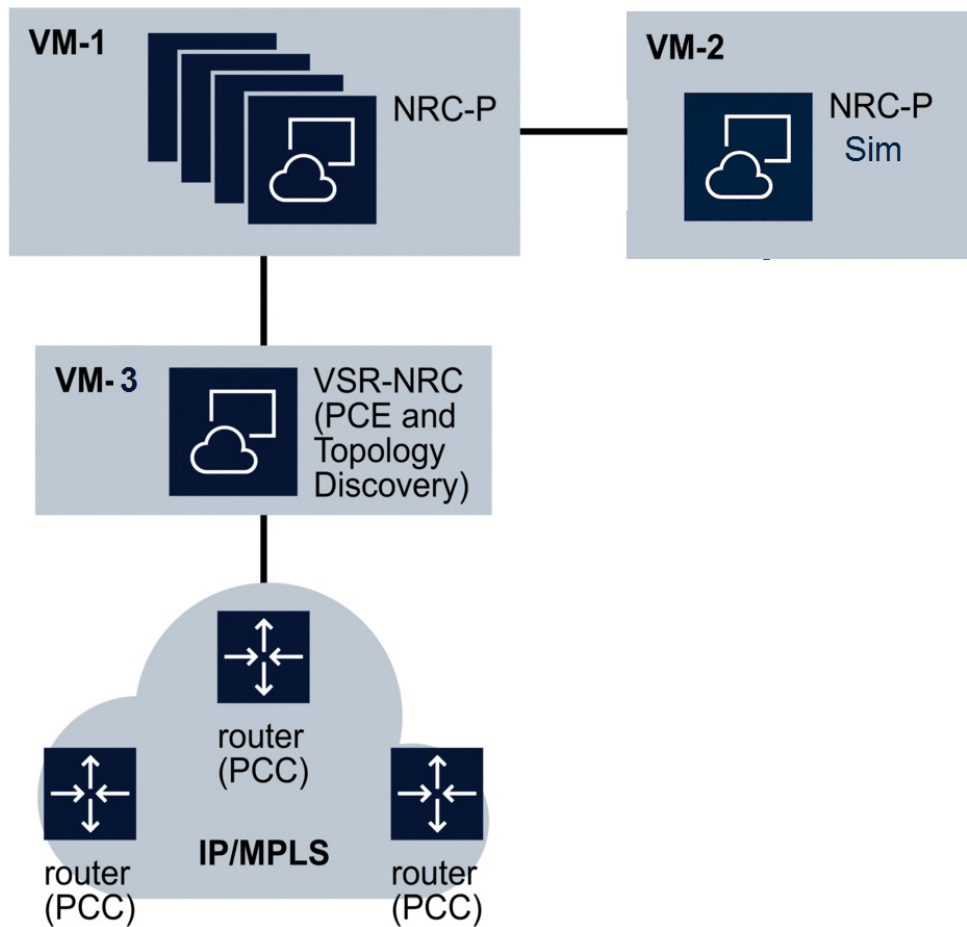 VM-1
NRC-P
VM-2
NRC-P
Sim
VM-3
VSR-NRC
(PCE and
Topology
Discovery)
router
(PCC)
router
(PCC)
IP/MPLS
router
(PCC)